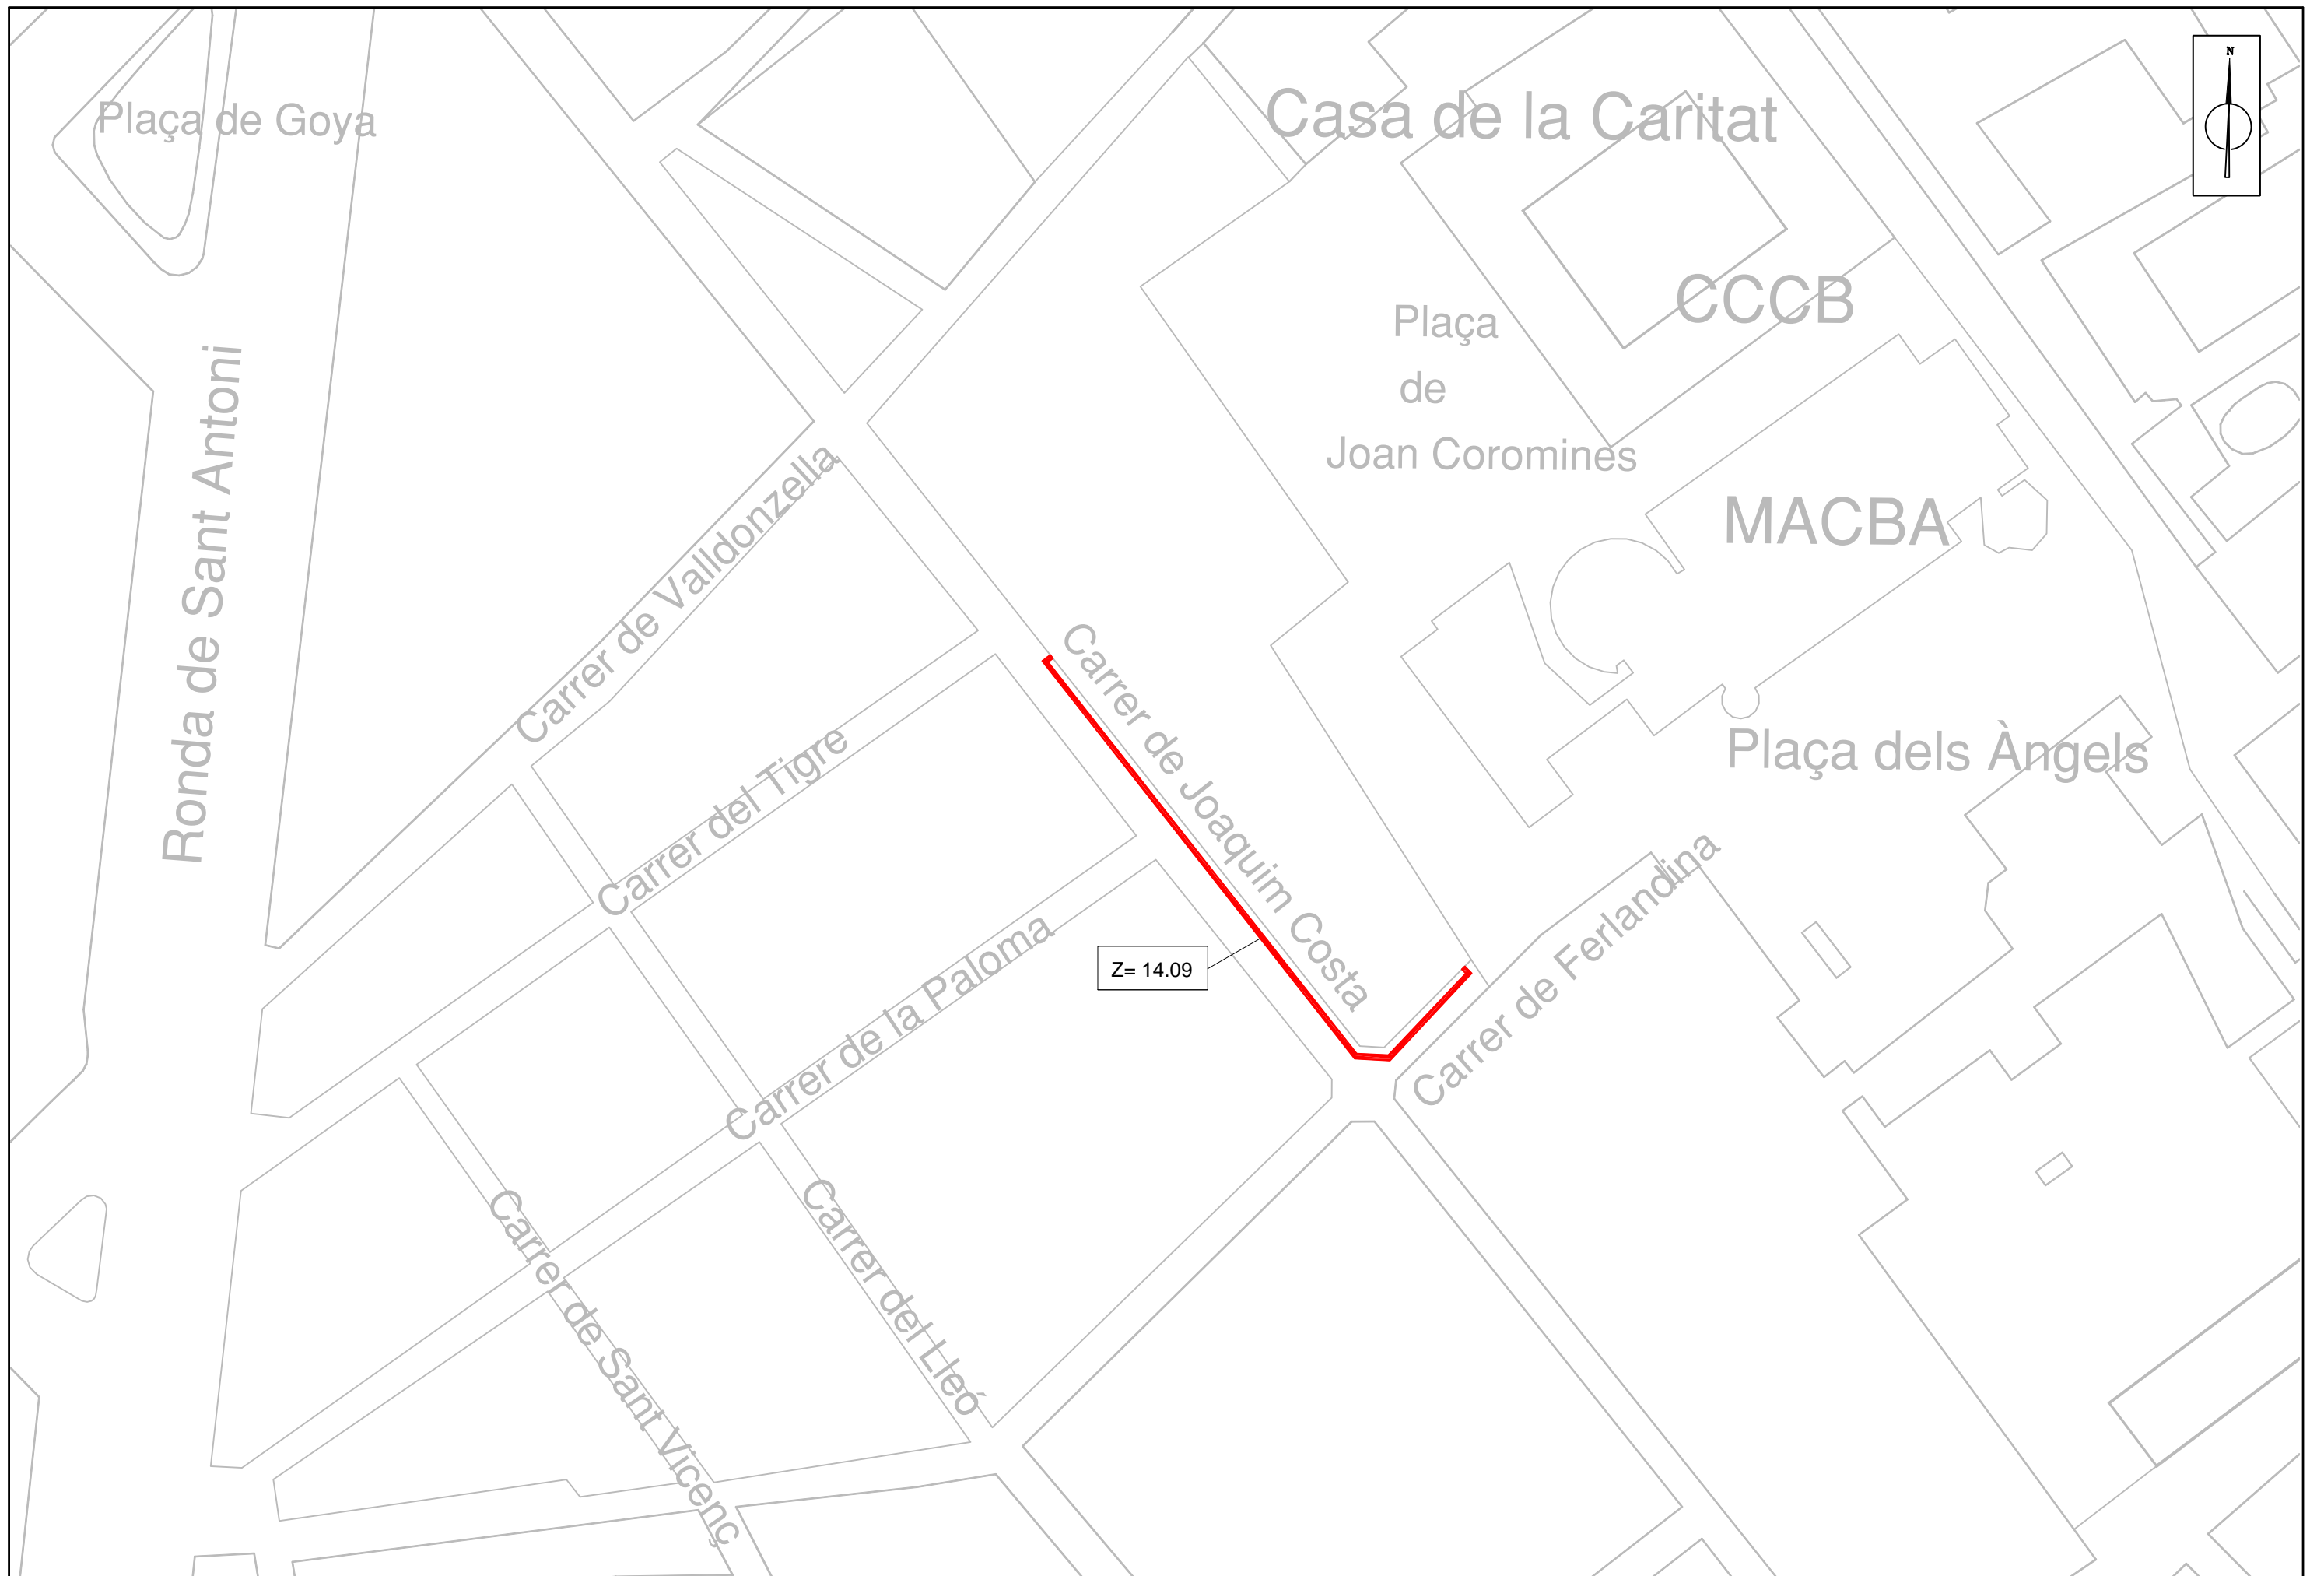 N
Plaça de Goya
Casa de la Caritat
CCCB
Plaça
de
Joan Coromines
MACBA
Ronda de Sant Antoni
Carrer de Valldonzella
Carrer del Tigre
Carrer de Joaquim Costa
Plaça dels Àngels
Carrer de Ferlandina
Z= 14.09
Carrer de la Paloma
Carrer de Sant Vicenç
Carrer del Lleó